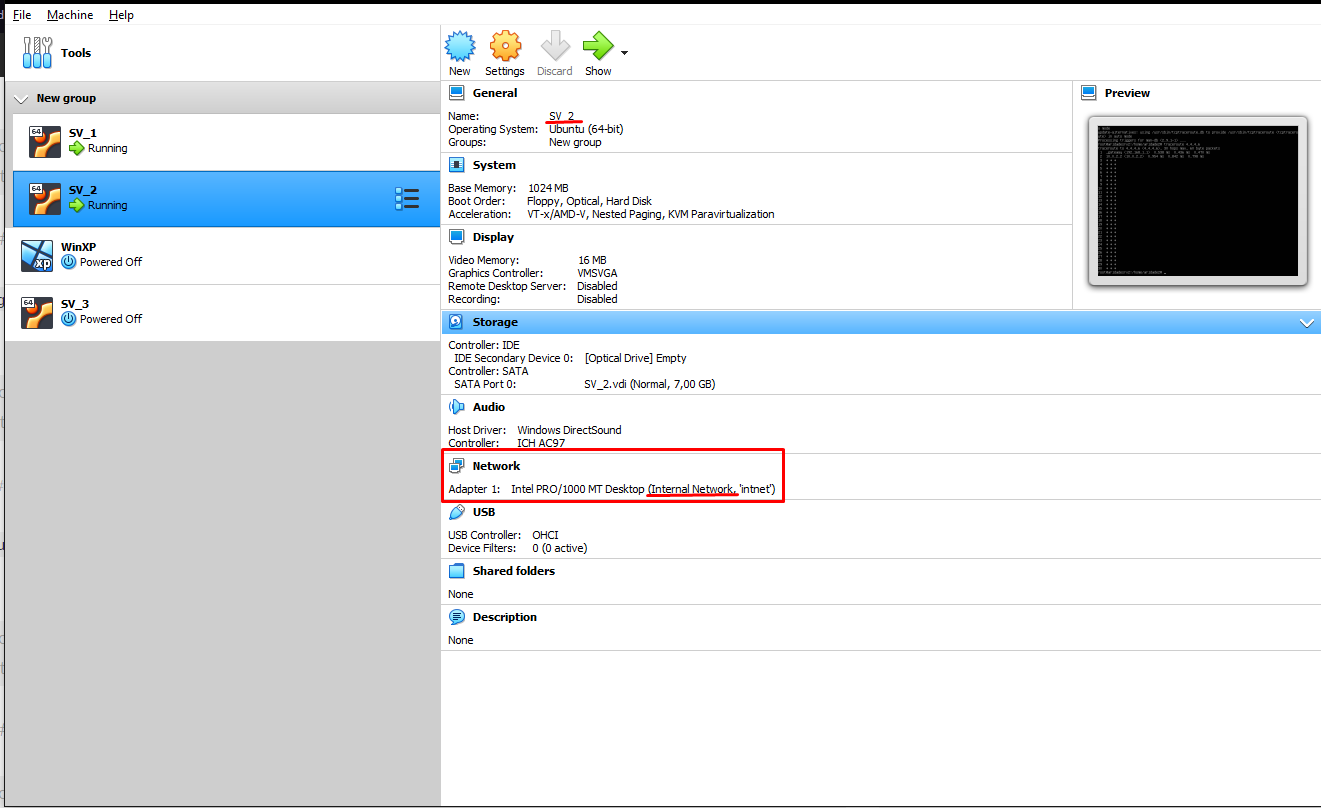 File Machine Help
Tools
New Settings Discard Show
New group
64
SV_1
Running
64
SV_2
Running
xp
WinXP
Powered Off
64
SV_3
Powered Off
General
Name: SV_2
Operating System: Ubuntu (64-bit)
Groups: New group
Preview
System
Base Memory: 1024 MB
Boot Order: Floppy, Optical, Hard Disk
Acceleration: VT-x/AMD-V, Nested Paging, KVM Paravirtualization
Display
Video Memory: 16 MB
Graphics Controller: VMSVGA
Remote Desktop Server: Disabled
Recording: Disabled
Storage
Controller: IDE
IDE Secondary Device 0: [Optical Drive] Empty
Controller: SATA
SATA Port 0: SV_2.vdi (Normal, 7,00 GB)
Audio
Host Driver: Windows DirectSound
Controller: ICH AC97
Network
Adapter 1: Intel PRO/1000 MT Desktop (Internal Network, 'intnet')
USB
USB Controller: OHCI
Device Filters: 0 (0 active)
Shared folders
None
Description
None